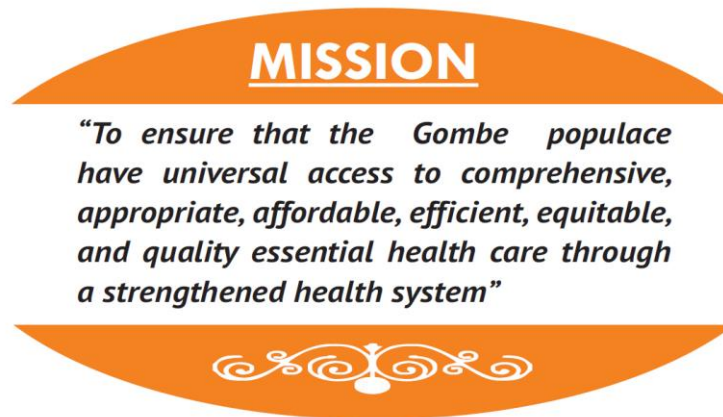 MISSION
“To ensure that the Gombe populace
have universal access to comprehensive,
appropriate, affordable, efficient, equitable,
and quality essential health care through
a strengthened health system”